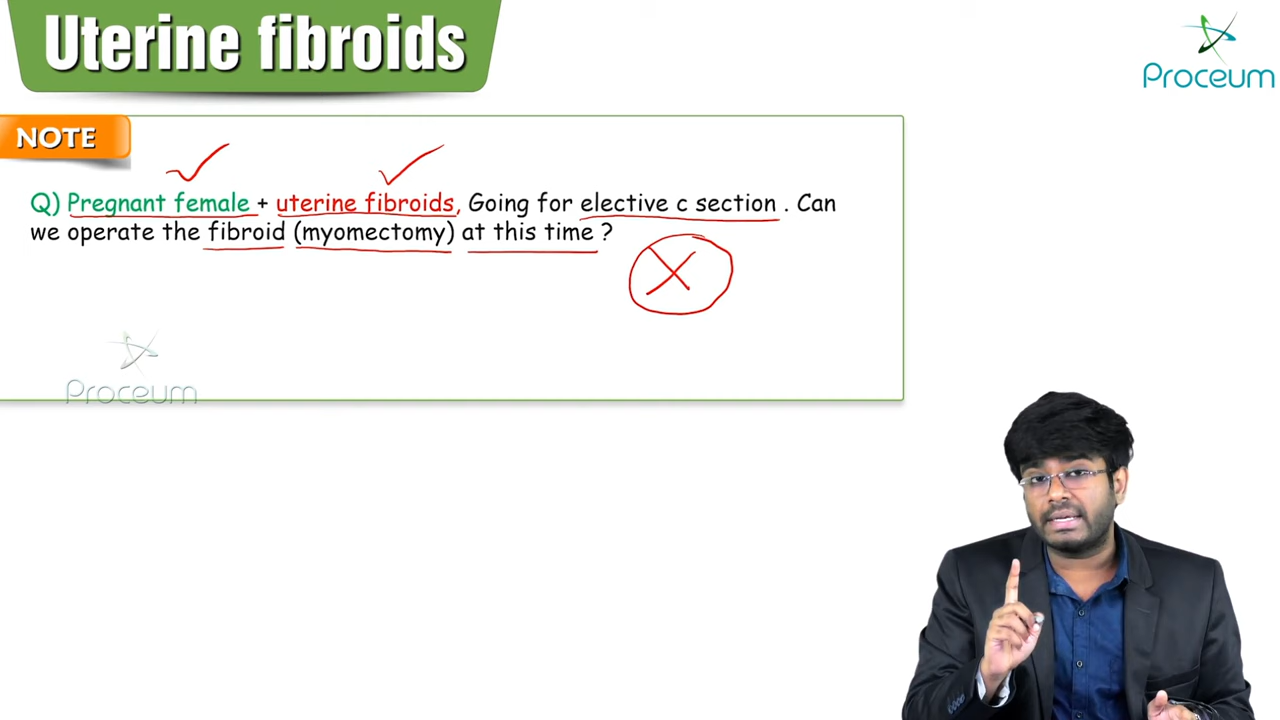 Uterine fibroids
Proceum
NOTE
Q) Pregnant female + uterine fibroids, Going for elective c section . Can
we operate the fibroid (myomectomy) at this time ?
Proceum